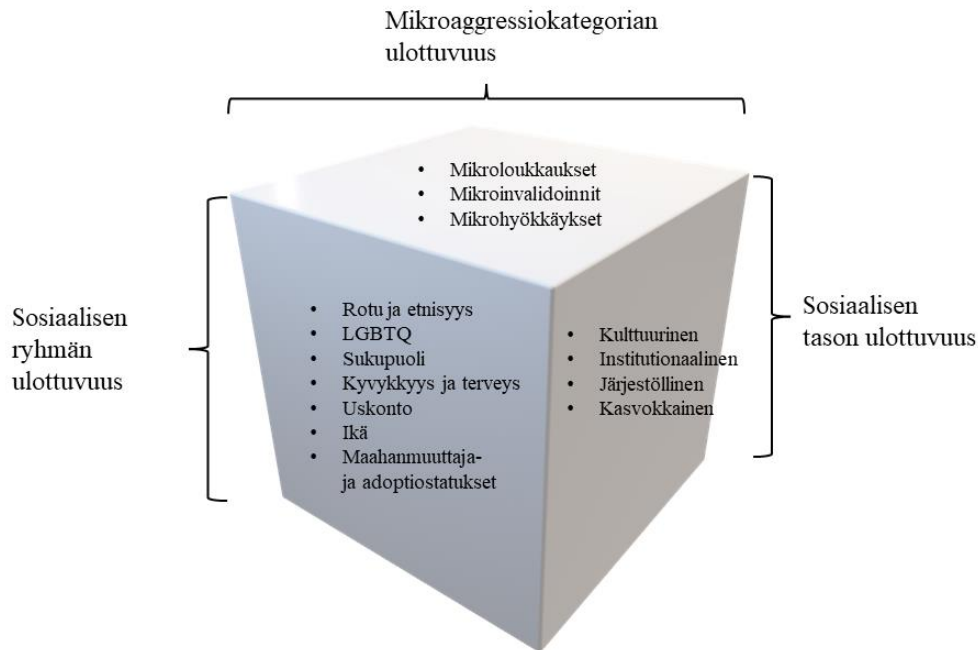 Mikroaggressiokategorian
ulottuvuus
• Mikroloukkaukset
• Mikroinvalidoinnit
• Mikrohyökkäykset
Sosiaalisen
ryhmän
ulottuvuus
• Rotu ja etnisyys
• LGBTQ
• Sukupuoli
• Kyvykkyys ja terveys
• Uskonto
• Ikä
• Maahanmuuttaja-
ja adoptiostatukset
• Kulttuurinen
• Institutionaalinen
• Järjestöllinen
• Kasvokkainen
Sosiaalisen
tason ulottuvuus